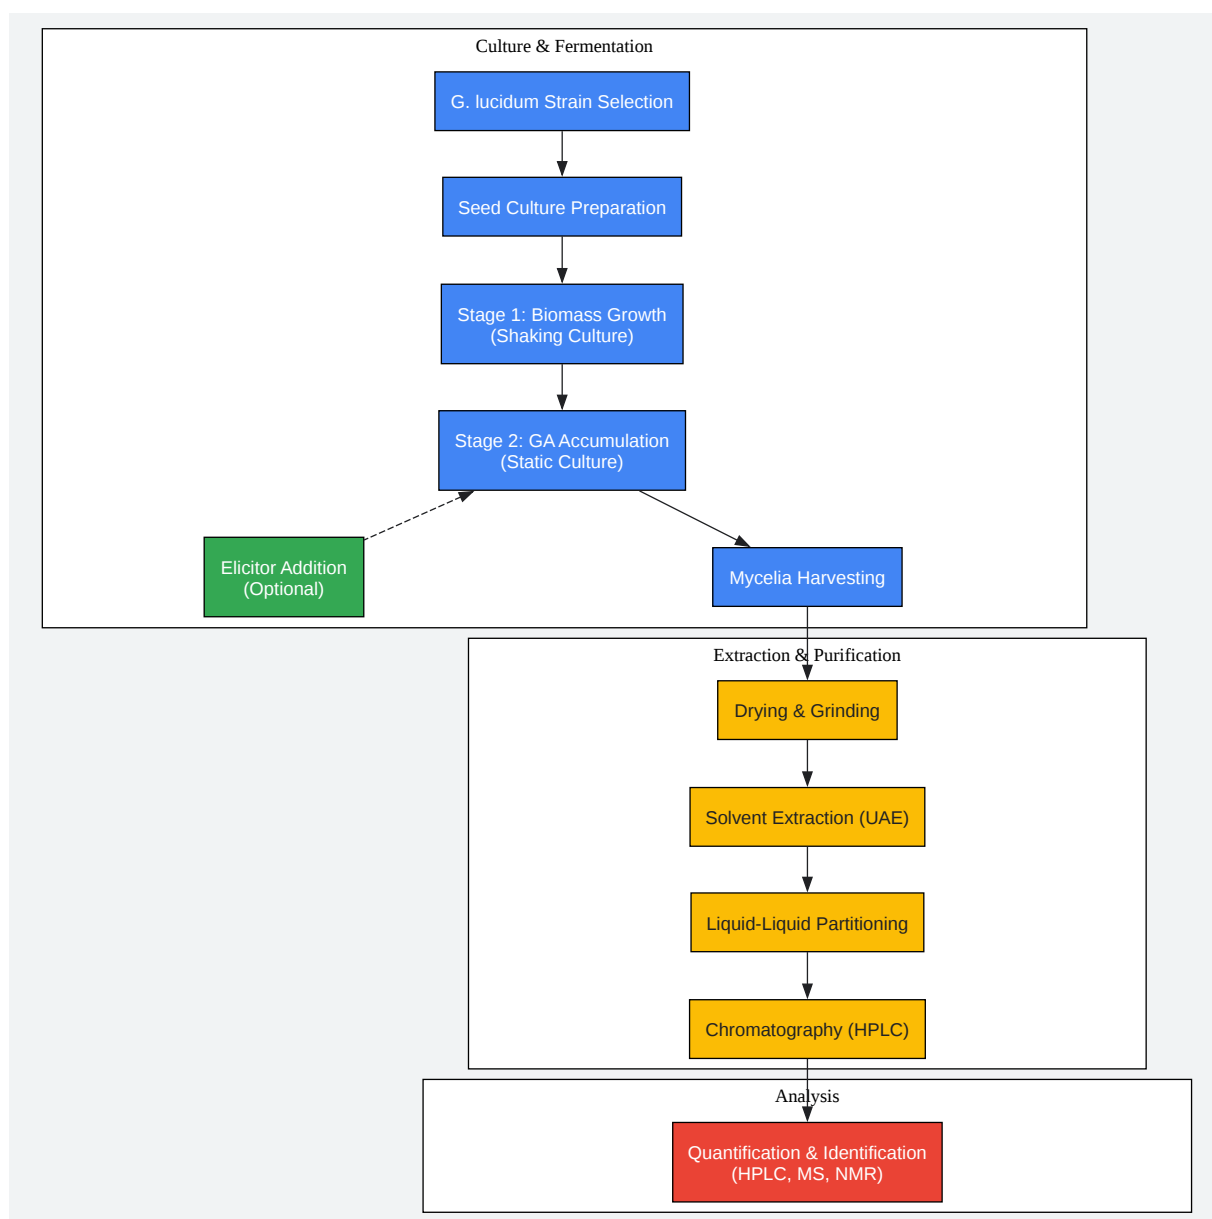 Culture & Fermentation
G. lucidum Strain Selection
Seed Culture Preparation
Stage 1: Biomass Growth
(Shaking Culture)
Stage 2: GA Accumulation
(Static Culture)
Elicitor Addition
(Optional)
Mycelia Harvesting
Extraction & Purification
Drying & Grinding
Solvent Extraction (UAE)
Liquid-Liquid Partitioning
Chromatography (HPLC)
Analysis
Quantification & Identification
(HPLC, MS, NMR)